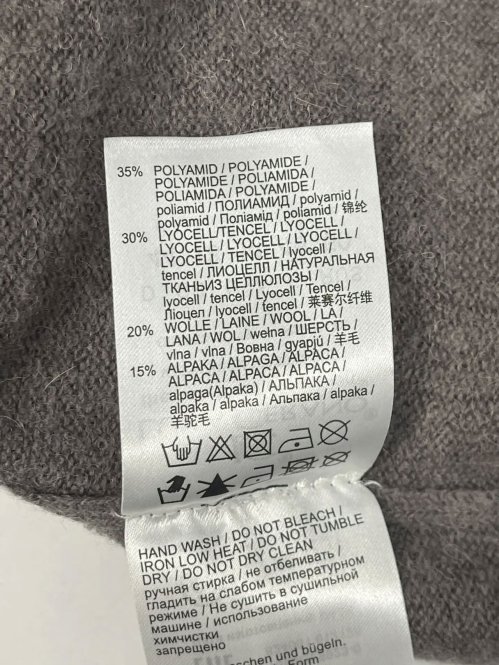 35% POLYAMID / POLYAMIDE /
POLYAMIDE / POLIAMIDA /
POLIAMIDA / POLYAMIDE /
poliamid / ПОЛИАМИД / polyamid /
polyamid / Поліамід / poliamid / 锦纶
30% LYOCELL/TENCEL / LYOCELL /
LYOCELL / LYOCELL / LYOCELL /
LYOCELL / TENCEL / lyocell /
tencel / ЛИОЦЕЛЛ / НАТУРАЛЬНАЯ
ТКАНЬИЗ ЦЕЛЛЮЛОЗЫ /
lyocell / tencel / Lyocell / Tencel /
Ліоцел / lyocell / tencel / 莱赛尔纤维
20% WOLLE / LAINE / WOOL / LA /
LANA / WOL / wełna / ШЕРСТЬ /
vlna / vlna / Вовна / gyapjú / 羊毛
15% ALPAKA / ALPAGA / ALPACA /
ALPACA / ALPACA / ALPACA /
alpaga(Alpaka) / АЛЬПАКА /
alpaka / alpaka / Альпака / alpaka /
羊驼毛
HAND WASH / DO NOT BLEACH /
IRON LOW HEAT / DO NOT TUMBLE
DRY / DO NOT DRY CLEAN
ручная стирка / не отбеливать /
гладить на слабом температурном
режиме / Не сушить в сушильной
машине / использование
химчистки
запрещено
waschen und bügeln.
Form